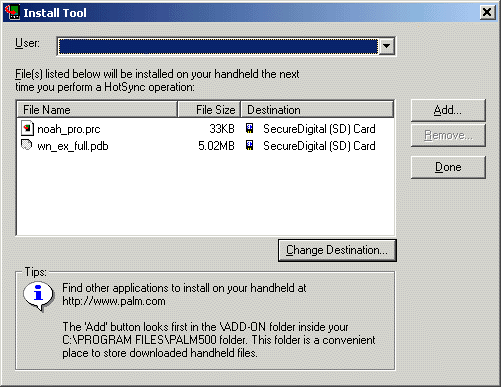 Install Tool
User:
File(s) listed below will be installed on your handheld the next
time you perform a HotSync operation:
File Name File Size Destination
noah_pro.prc 33KB SecureDigital (SD) Card
wn_ex_full.pdb 5.02MB SecureDigital (SD) Card
Add...
Remove...
Done
Change Destination...
Tips:
Find other applications to install on your handheld at
http://www.palm.com
The 'Add' button looks first in the \ADD-ON folder inside your
C:\PROGRAM FILES\PALM500 folder. This folder is a convenient
place to store downloaded handheld files.